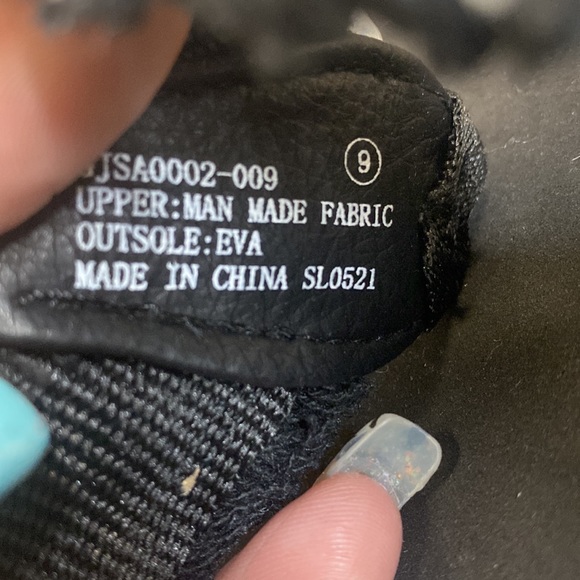 JSA0002-009 9
UPPER:MAN MADE FABRIC
OUTSOLE:EVA
MADE IN CHINA SL0521